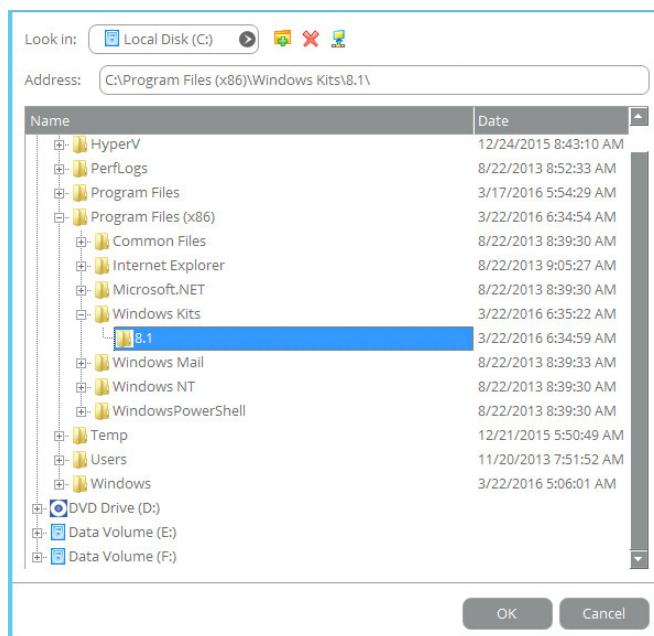 Look in: Local Disk (C:)
Address: C:\Program Files (x86)\Windows Kits\8.1\
Name Date
HyperV 12/24/2015 8:43:10 AM
PerfLogs 8/22/2013 8:52:33 AM
Program Files 3/17/2016 5:54:29 AM
Program Files (x86) 3/22/2016 6:34:54 AM
Common Files 8/22/2013 8:39:30 AM
Internet Explorer 8/22/2013 9:05:27 AM
Microsoft.NET 8/22/2013 8:39:30 AM
Windows Kits 3/22/2016 6:35:22 AM
8.1 3/22/2016 6:34:59 AM
Windows Mail 8/22/2013 8:39:33 AM
Windows NT 8/22/2013 8:39:30 AM
WindowsPowerShell 8/22/2013 8:39:30 AM
Temp 12/21/2015 5:50:49 AM
Users 11/20/2013 7:51:52 AM
Windows 3/22/2016 5:06:01 AM
DVD Drive (D:)
Data Volume (E:)
Data Volume (F:)
OK Cancel